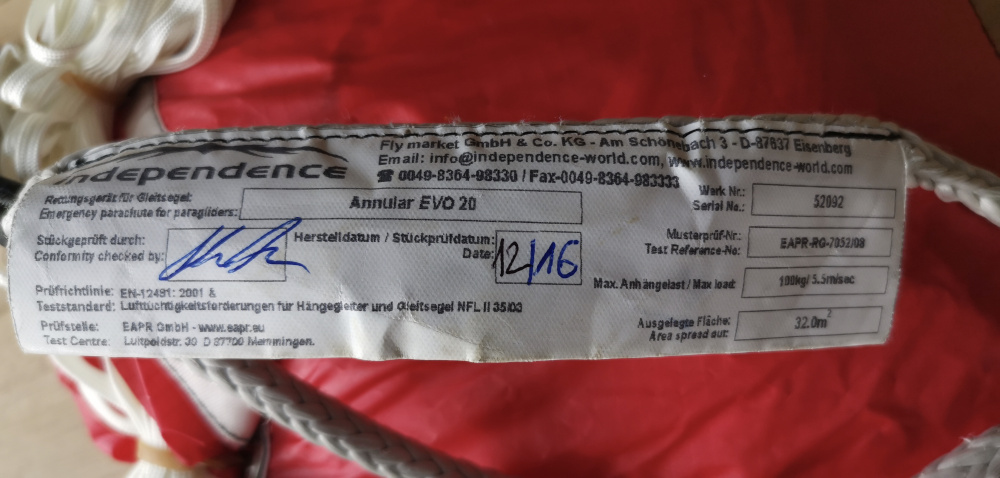 independence
Fly market GmbH & Co. KG - Am Schönebach 3 - D-87637 Eisenberg
Email: info@independence-world.com, www.independence-world.com
☎ 0049-8364-98330 / Fax-0049-8364-983333
Rettungsgerät für Gleitsegel:
Emergency parachute for paragliders:
Annular EVO 20
Werk Nr.:
Serial No.:
52092
Stückgeprüft durch:
Conformity checked by:
Herstelldatum / Stückprüfdatum:
Date:
12/16
Musterprüf-Nr.:
Test Reference-No:
EAPR-RG-7052/08
Max. Anhängelast / Max load:
100kg/ 5.5m/sec
Prüfrichtlinie: EN-12491: 2001 &
Teststanderd: Lufttüchtigkeitsforderungen für Hängegleiter und Gleitsegel NFL II 35/03
Prüfstelle: EAPR GmbH - www.eapr.eu
Test Centre: Luitpoldstr. 39 D 87700 Memmingen.
Ausgelegte Fläche:
Area spread out:
32.0m²